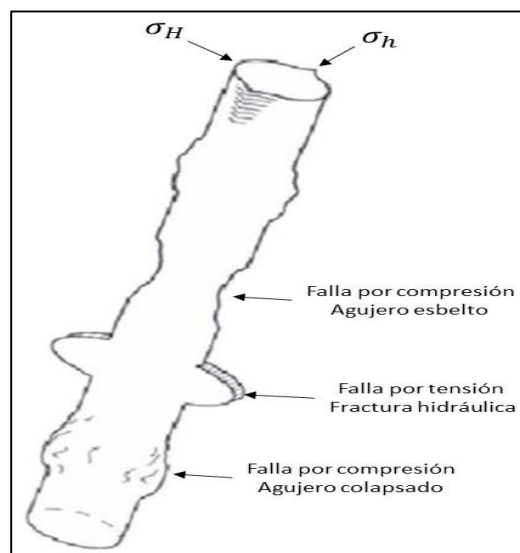 σH
σh
Falla por compresión
Agujero esbelto
Falla por tensión
Fractura hidráulica
Falla por compresión
Agujero colapsado